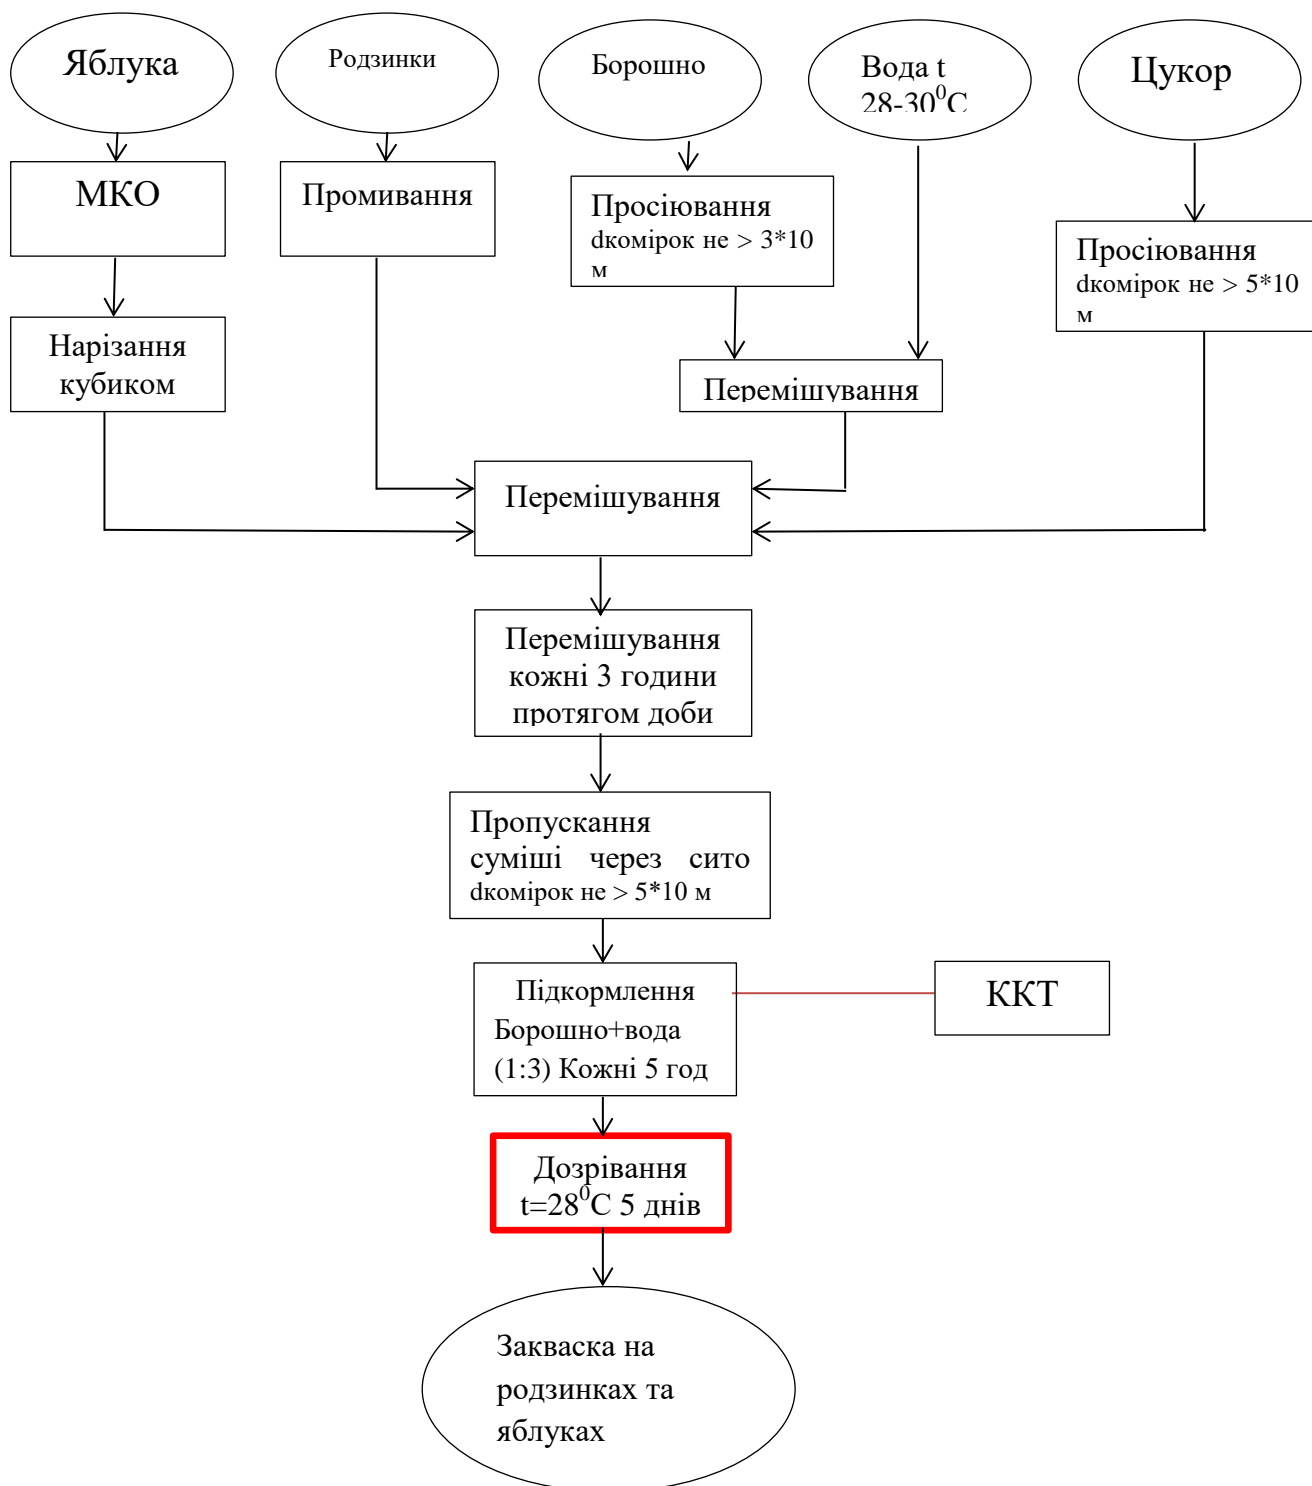 Яблука
Родзинки
Борошно
Вода t
28-30⁰С
Цукор
МКО
Промивання
Просіювання
dкомірок не > 3*10
м
Просіювання
dкомірок не > 5*10
м
Нарізання
кубиком
Перемішування
Перемішування
Перемішування
кожні 3 години
протягом доби
Пропускання
суміші через сито
dкомірок не > 5*10 м
Підкормлення
Борошно+вода
(1:3) Кожні 5 год
ККТ
Дозрівання
t=28⁰С 5 днів
Закваска на
родзинках та
яблуках